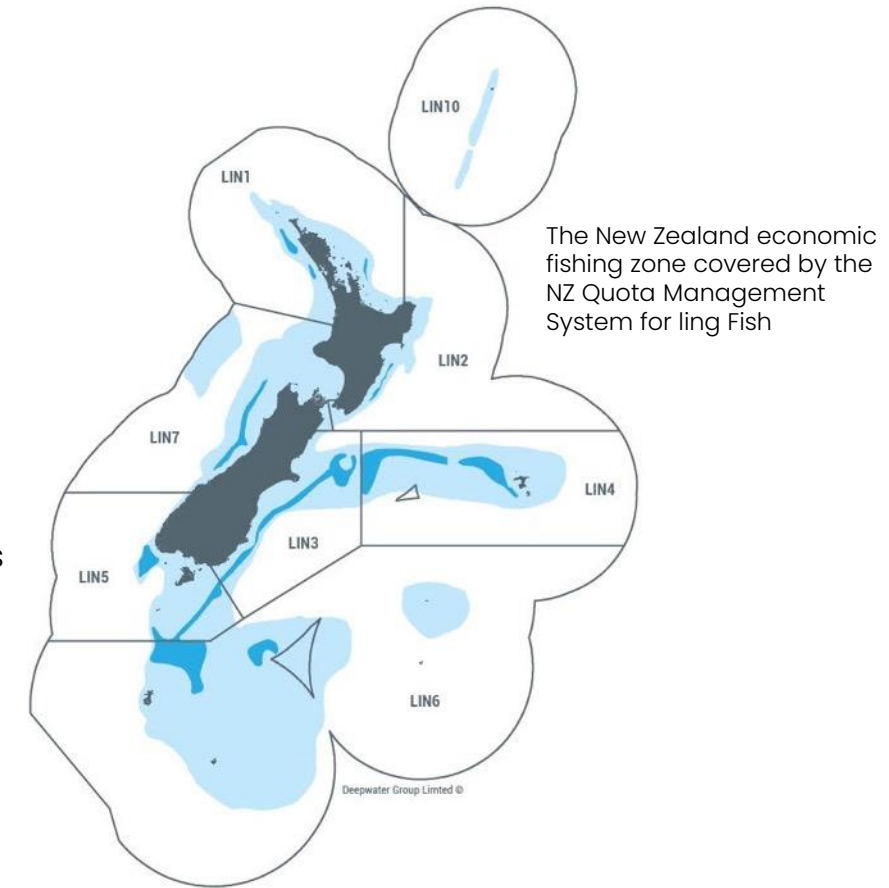 LIN10
LIN1
The New Zealand economic
fishing zone covered by the
NZ Quota Management
System for ling Fish
LIN2
LIN7
LIN4
LIN3
s
LIN5
LIN6
Deepwater Group Limted ©